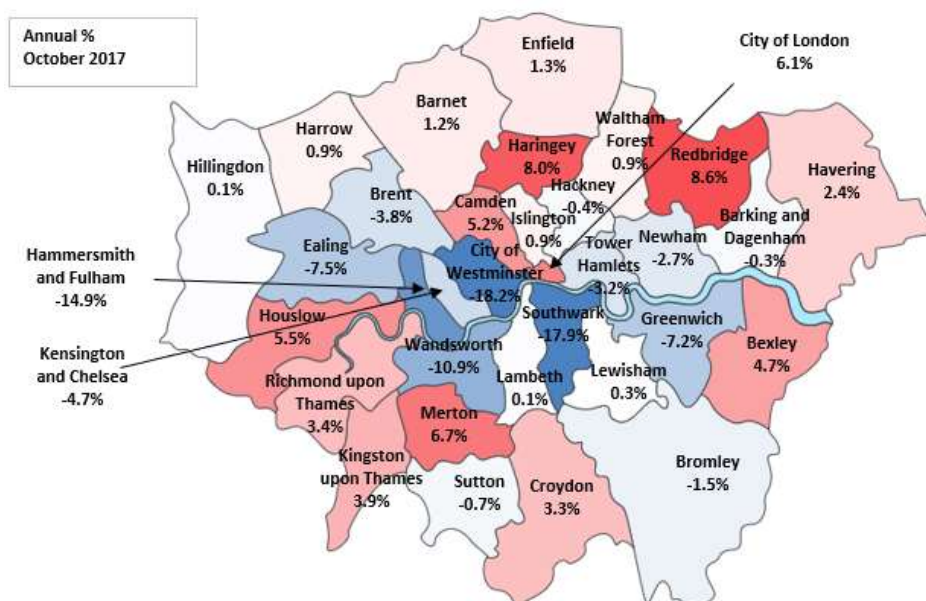 Annual %
October 2017
Enfield
1.3%
City of London
6.1%
Barnet
1.2%
Harrow
0.9%
Haringey
8.0%
Waltham
Forest
0.9%
Redbridge
8.6%
Havering
2.4%
Hillingdon
0.1%
Brent
-3.8%
Camden
5.2%
Hackney
-0.4%
Islington
0.9%
Barking and
Dagenham
-0.3%
Newham
-2.7%
Ealing
-7.5%
City of
Westminster
-18.2%
Tower
Hamlets
-3.2%
Hammersmith
and Fulham
-14.9%
Houslow
5.5%
Southwark
-17.9%
Greenwich
-7.2%
Wandsworth
-10.9%
Bexley
4.7%
Kensington
and Chelsea
-4.7%
Lambeth
0.1%
Lewisham
0.3%
Richmond upon
Thames
3.4%
Merton
6.7%
Kingston
upon Thames
3.9%
Sutton
-0.7%
Croydon
3.3%
Bromley
-1.5%